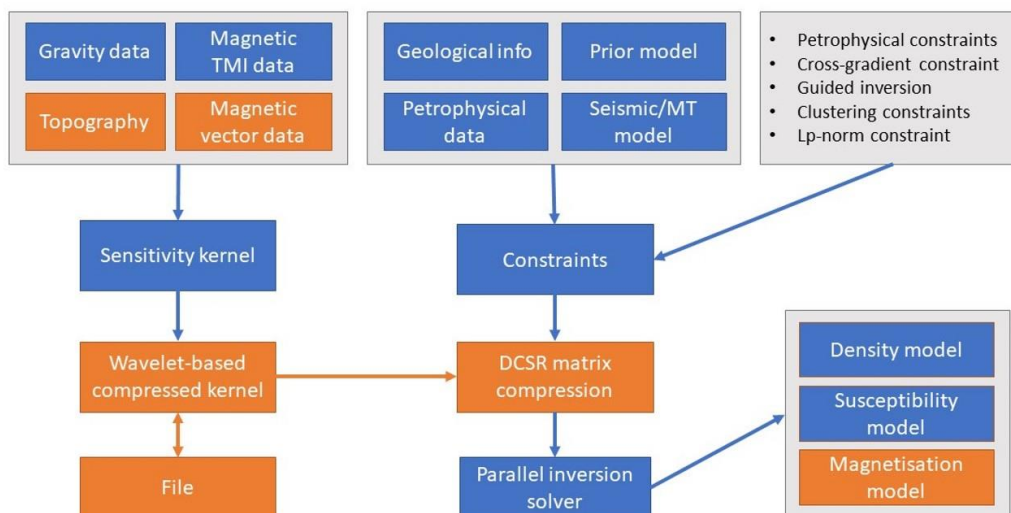 Gravity data
Magnetic
TMI data
Topography
Magnetic
vector data
Geological info
Prior model
Petrophysical
data
Seismic/MT
model
• Petrophysical constraints
• Cross-gradient constraint
• Guided inversion
• Clustering constraints
• Lp-norm constraint
Sensitivity kernel
Constraints
Wavelet-based
compressed kernel
DCSR matrix
compression
File
Parallel inversion
solver
Density model
Susceptibility
model
Magnetisation
model